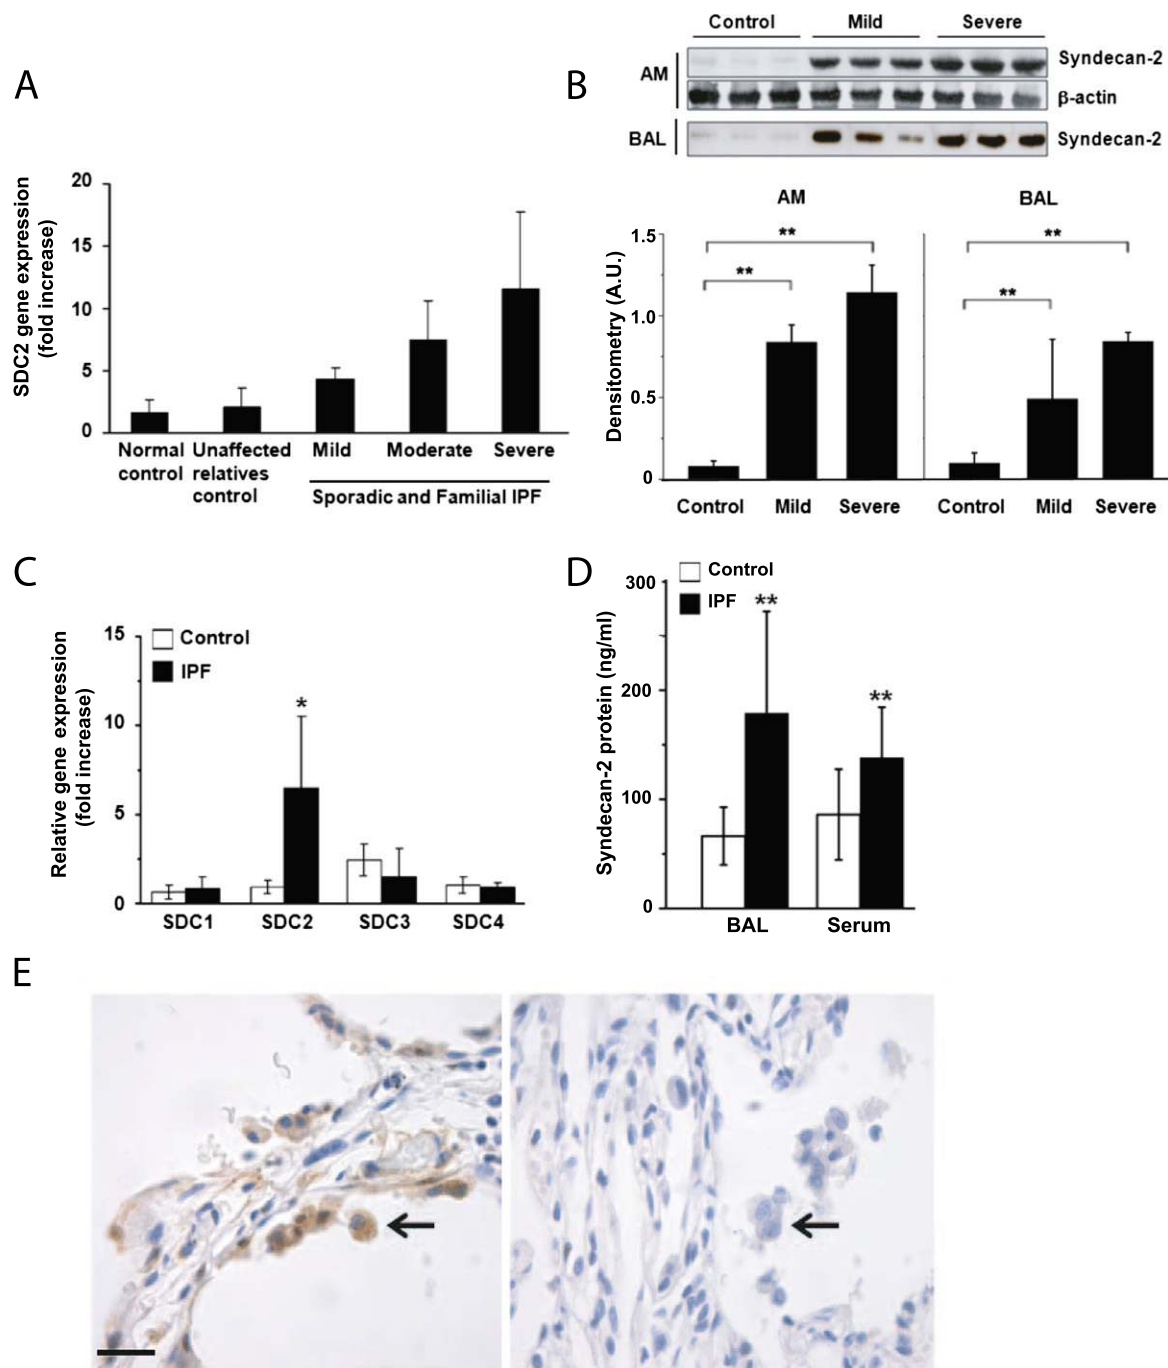 A
20
15
10
5
0
SDC2 gene expression
(fold increase)
Normal
control
Unaffected
relatives
control
Mild
Moderate
Severe
Sporadic and Familial IPF
B
Control
Mild
Severe
AM
Syndecan-2
β-actin
BAL
Syndecan-2
AM
BAL
1.5
1.0
0.5
0
Densitometry (A.U.)
**
**
**
**
Control
Mild
Severe
Control
Mild
Severe
C
Control
IPF
15
10
5
0
Relative gene expression
(fold increase)
*
SDC1
SDC2
SDC3
SDC4
D
Control
IPF
300
200
100
0
Syndecan-2 protein (ng/ml)
**
**
BAL
Serum
E